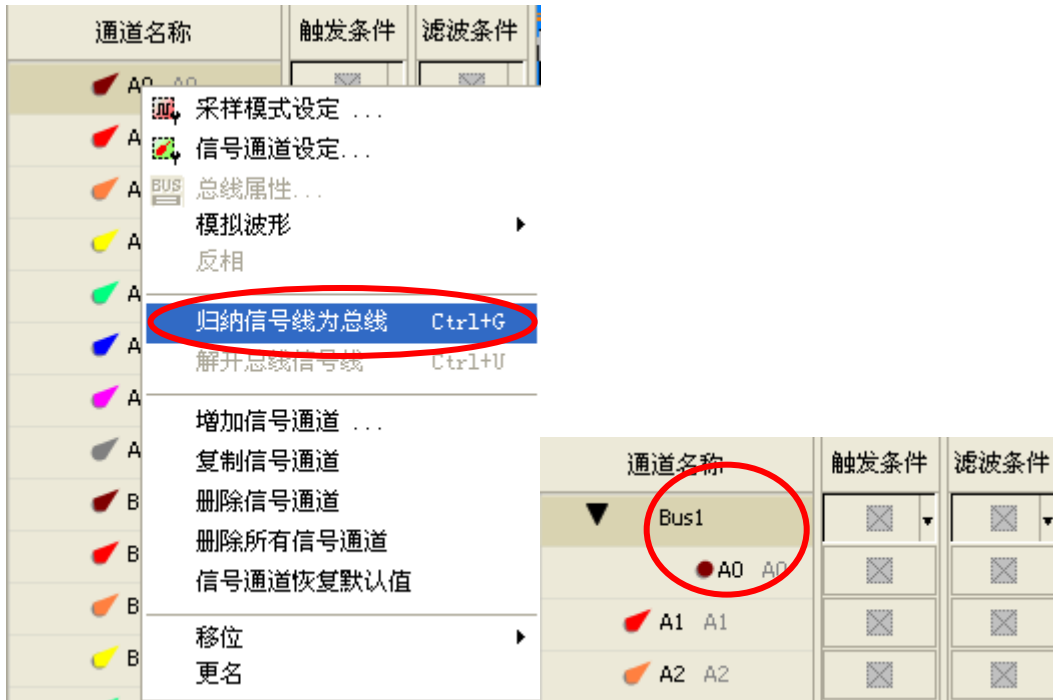 通道名称 触发条件 滤波条件
A0 A0
采样模式设定 ...
A
信号通道设定...
A
BUS 总线属性...
模拟波形
A
反相
A
归纳信号线为总线 Ctrl+G
A
解开总线信号线 Ctrl+U
A
增加信号通道 ...
A
复制信号通道
B
删除信号通道
B
删除所有信号通道
信号通道恢复默认值
B
移位
B
更名
通道名称 触发条件 滤波条件
Bus1
A0 A0
A1 A1
A2 A2